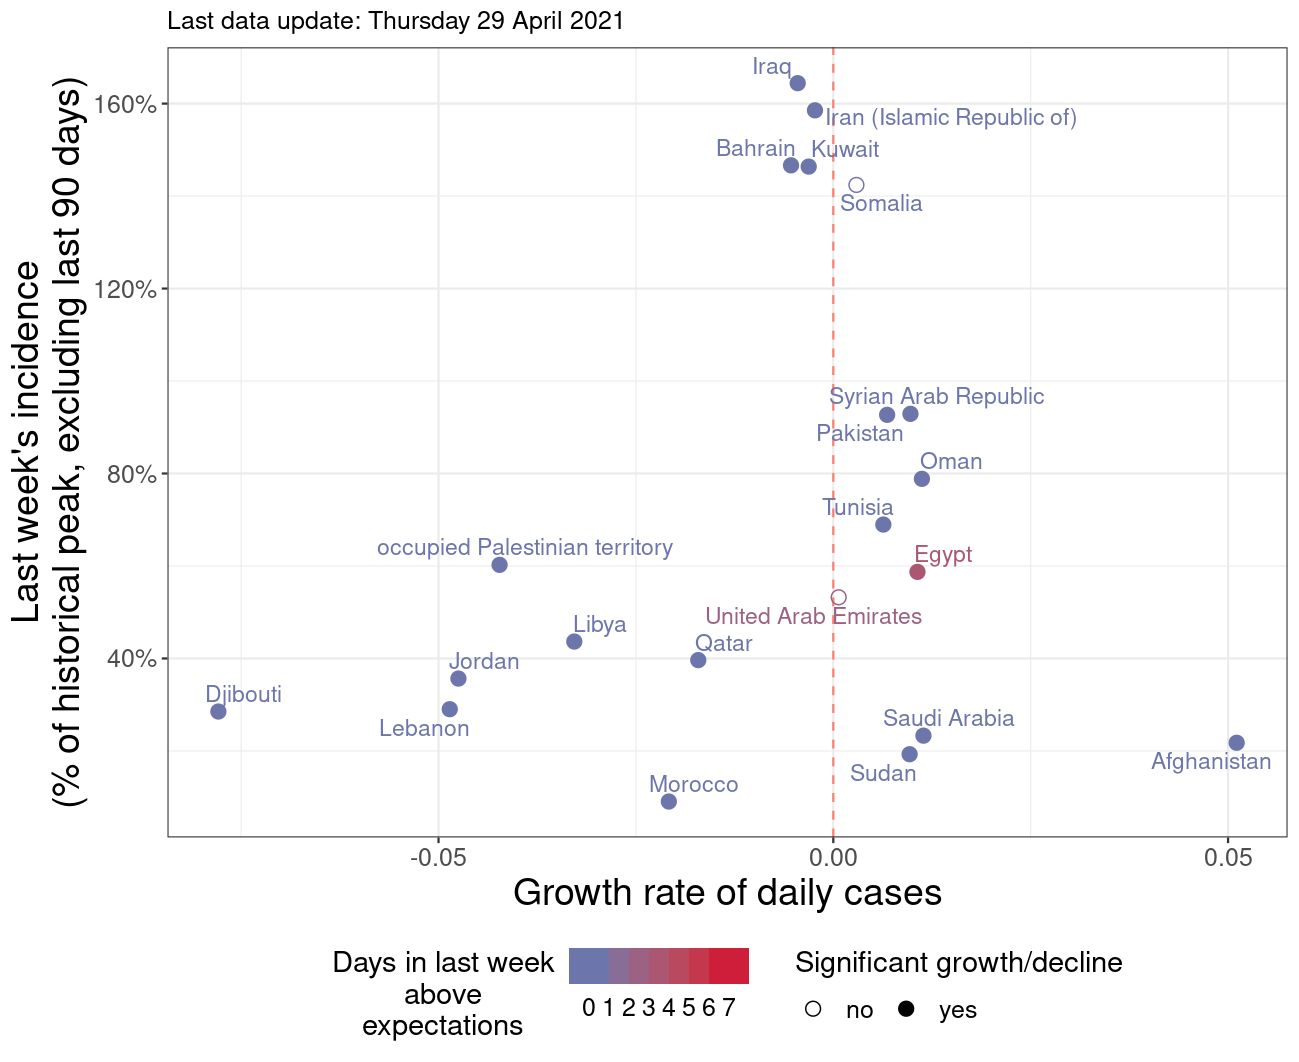 Last data update: Thursday 29 April 2021
Last week's incidence
(% of historical peak, excluding last 90 days)
160%
120%
80%
40%
Iraq
Iran (Islamic Republic of)
Bahrain
Kuwait
Somalia
Syrian Arab Republic
Pakistan
Oman
Tunisia
occupied Palestinian territory
Egypt
United Arab Emirates
Libya
Qatar
Jordan
Djibouti
Lebanon
Saudi Arabia
Afghanistan
Sudan
Morocco
-0.05
0.00
0.05
Growth rate of daily cases
Days in last week
above
expectations
0 1 2 3 4 5 6 7
Significant growth/decline
no
yes